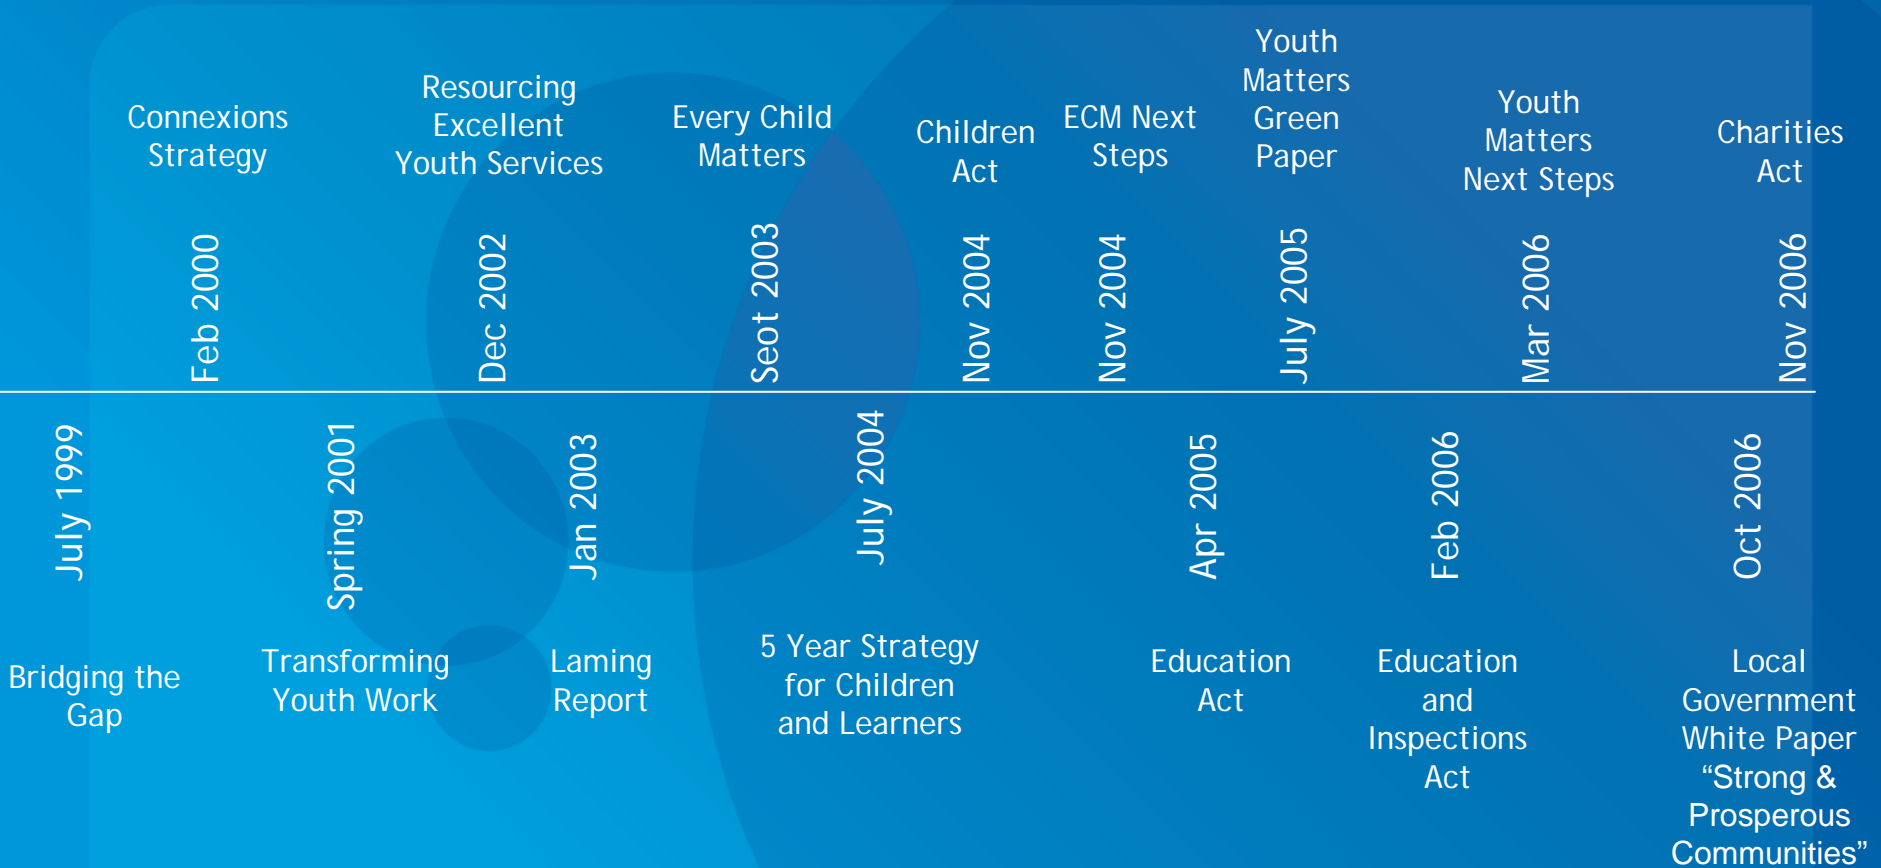 Connexions
Strategy
Resourcing
Excellent
Youth Services
Every Child
Matters
Children
Act
ECM Next
Steps
Youth
Matters
Green
Paper
Youth
Matters
Next Steps
Charities
Act
Feb 2000
Dec 2002
Seot 2003
Nov 2004
Nov 2004
July 2005
Mar 2006
Nov 2006
July 1999
Spring 2001
Jan 2003
July 2004
Apr 2005
Feb 2006
Oct 2006
Bridging the
Gap
Transforming
Youth Work
Laming
Report
5 Year Strategy
for Children
and Learners
Education
Act
Education
and
Inspections
Act
Local
Government
White Paper
“Strong &
Prosperous
Communities”